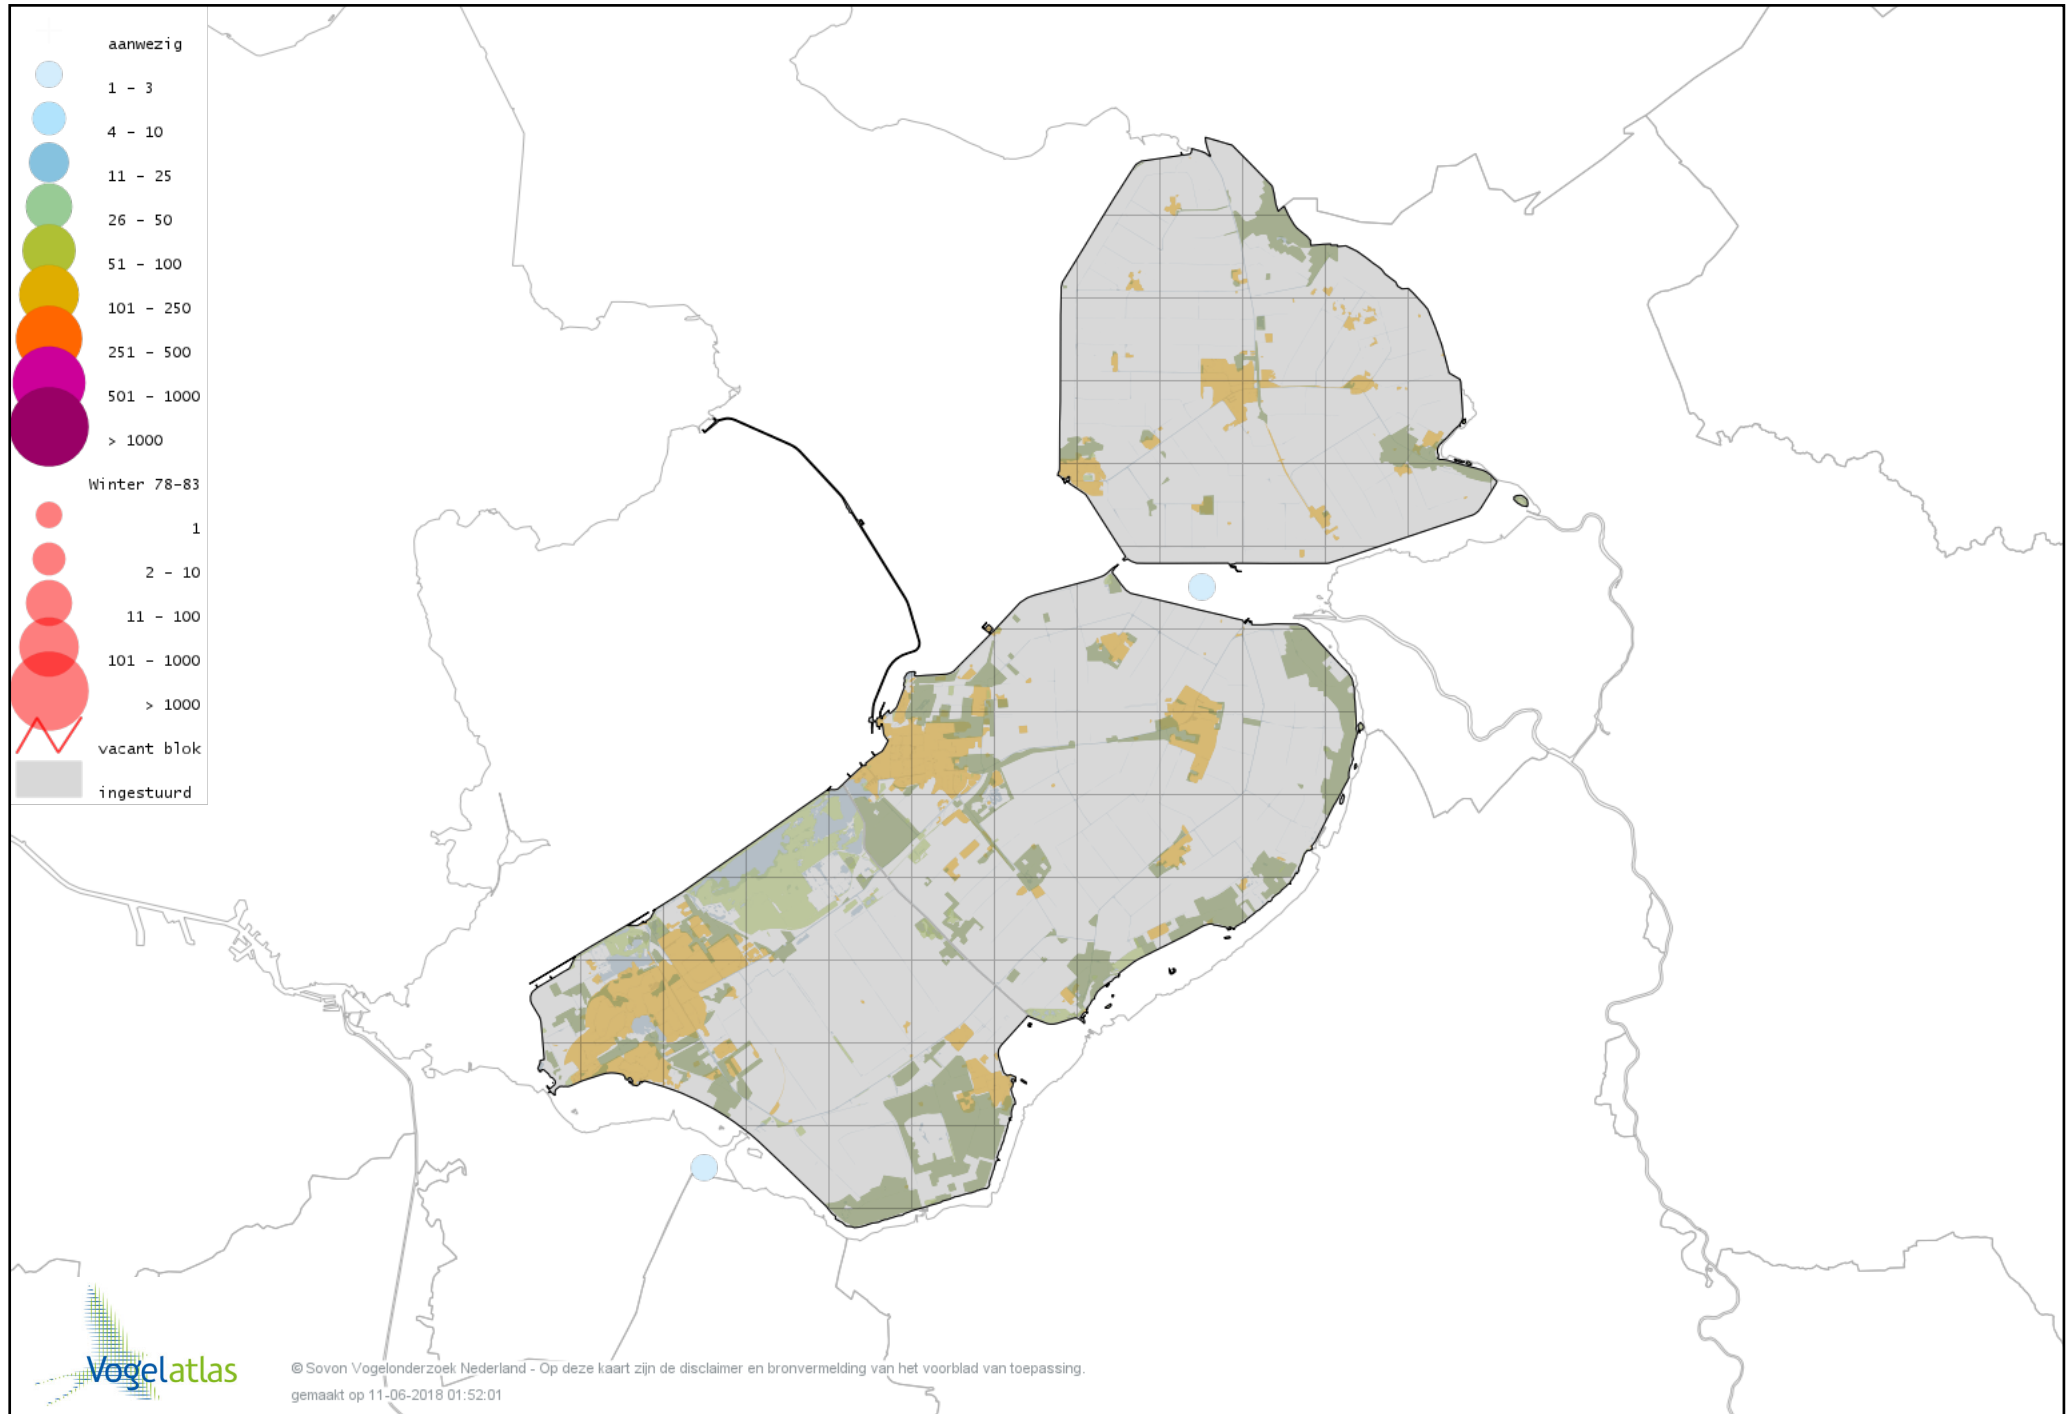 aanwezig
1 - 3
4 - 10
11 - 25
26 - 50
51 - 100
101 - 250
251 - 500
501 - 1000
> 1000
Winter 78-83
1
2 - 10
11 - 100
101 - 1000
> 1000
vacant blok
ingestuurd
Vogelatlas
© Sovon Vogelonderzoek Nederland - Op deze kaart zijn de disclaimer en bronvermelding van het voorblad van toepassing.
gemaakt op 11-06-2018 01:52:01